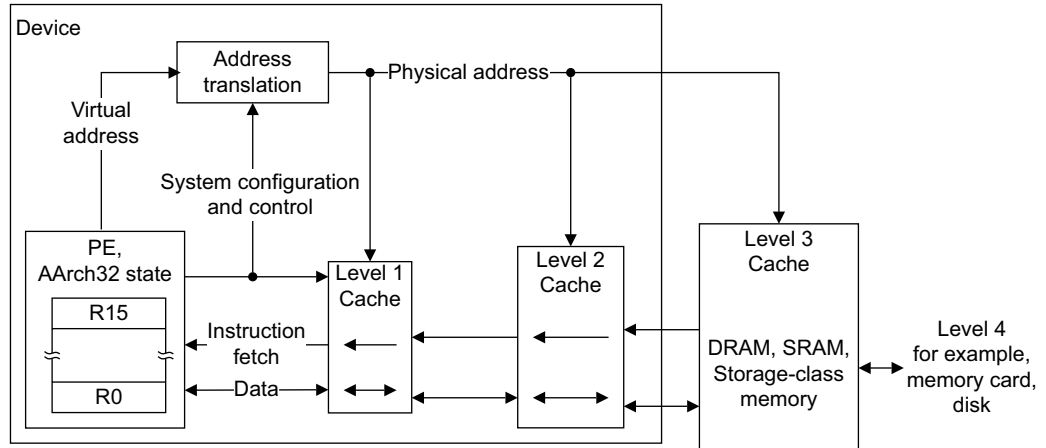 Device
Address
translation
Physical address
Virtual
address
System configuration
and control
PE,
AArch32 state
R15
R0
Instruction
fetch
Data
Level 1
Cache
Level 2
Cache
Level 3
Cache
DRAM, SRAM,
Storage-class
memory
Level 4
for example,
memory card,
disk